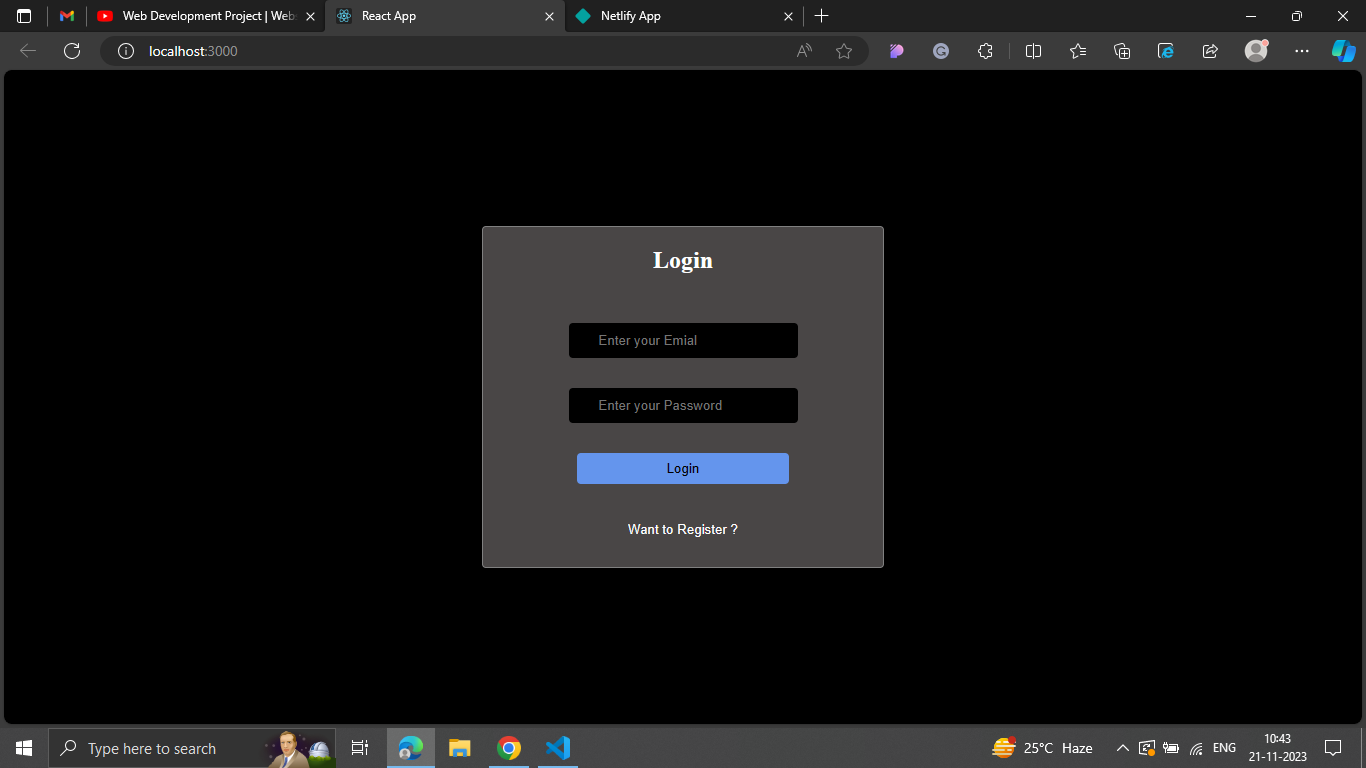 Web Development Project | Webs
React App
Netlify App
localhost:3000
Login
Enter your Emial
Enter your Password
Login
Want to Register ?
Type here to search
25°C Haze
ENG
10:43
21-11-2023